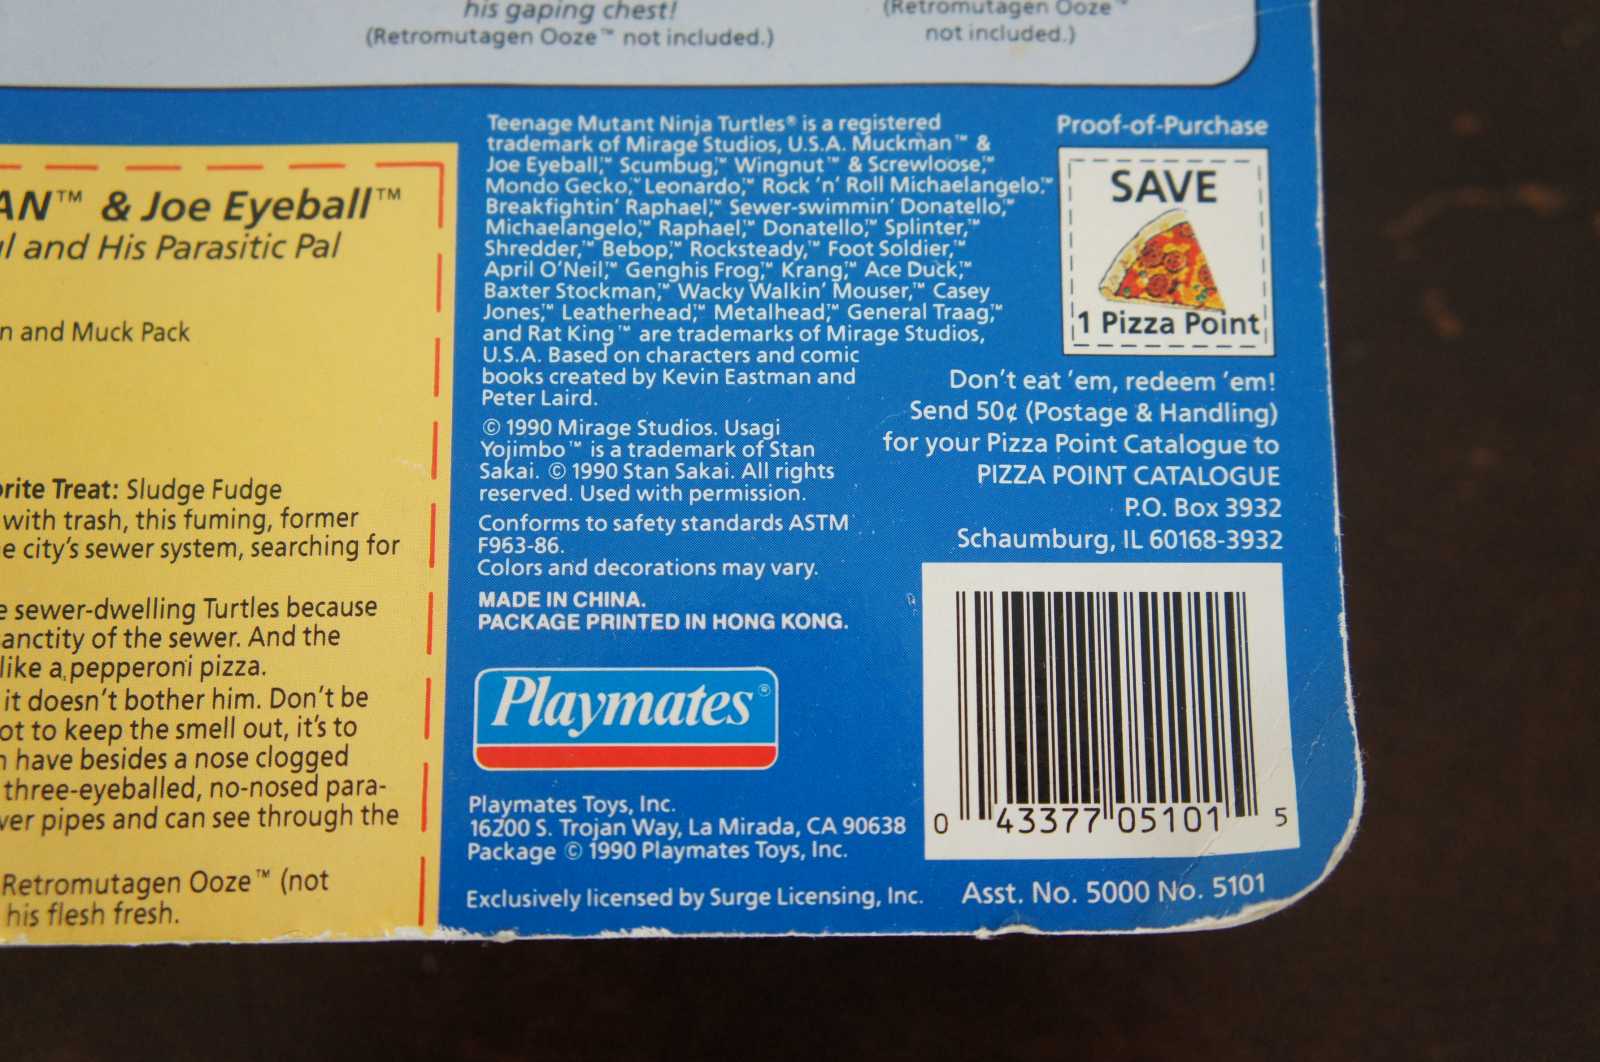 his gaping chest!
(Retromutagen Ooze™ not included.)
(Retromutagen Ooze™
not included.)
AN™ & Joe Eyeball™
ul and His Parasitic Pal
n and Muck Pack
orite Treat: Sludge Fudge
with trash, this fuming, former
e city's sewer system, searching for
e sewer-dwelling Turtles because
anctity of the sewer. And the
like a pepperoni pizza.
it doesn't bother him. Don't be
ot to keep the smell out, it's to
n have besides a nose clogged
three-eyeballed, no-nosed para-
wer pipes and can see through the
Retromutagen Ooze™ (not
his flesh fresh.
Teenage Mutant Ninja Turtles® is a registered
trademark of Mirage Studios, U.S.A. Muckman™ &
Joe Eyeball,™ Scumbug,™ Wingnut™ & Screwloose,™
Mondo Gecko,™ Leonardo,™ Rock 'n' Roll Michaelangelo,™
Breakfightin' Raphael,™ Sewer-swimmin' Donatello,™
Michaelangelo,™ Raphael,™ Donatello,™ Splinter,™
Shredder,™ Bebop,™ Rocksteady,™ Foot Soldier,™
April O'Neil,™ Genghis Frog,™ Krang,™ Ace Duck,™
Baxter Stockman,™ Wacky Walkin' Mouser,™ Casey
Jones,™ Leatherhead,™ Metalhead,™ General Traag,™
and Rat King™ are trademarks of Mirage Studios,
U.S.A. Based on characters and comic
books created by Kevin Eastman and
Peter Laird.
© 1990 Mirage Studios. Usagi
Yojimbo™ is a trademark of Stan
Sakai. © 1990 Stan Sakai. All rights
reserved. Used with permission.
Conforms to safety standards ASTM
F963-86.
Colors and decorations may vary.
MADE IN CHINA.
PACKAGE PRINTED IN HONG KONG.
Playmates®
Playmates Toys, Inc.
16200 S. Trojan Way, La Mirada, CA 90638
Package © 1990 Playmates Toys, Inc.
Exclusively licensed by Surge Licensing, Inc.
Proof-of-Purchase
SAVE
1 Pizza Point
Don't eat 'em, redeem 'em!
Send 50¢ (Postage & Handling)
for your Pizza Point Catalogue to
PIZZA POINT CATALOGUE
P.O. Box 3932
Schaumburg, IL 60168-3932
0 43377 05101 5
Asst. No. 5000 No. 5101